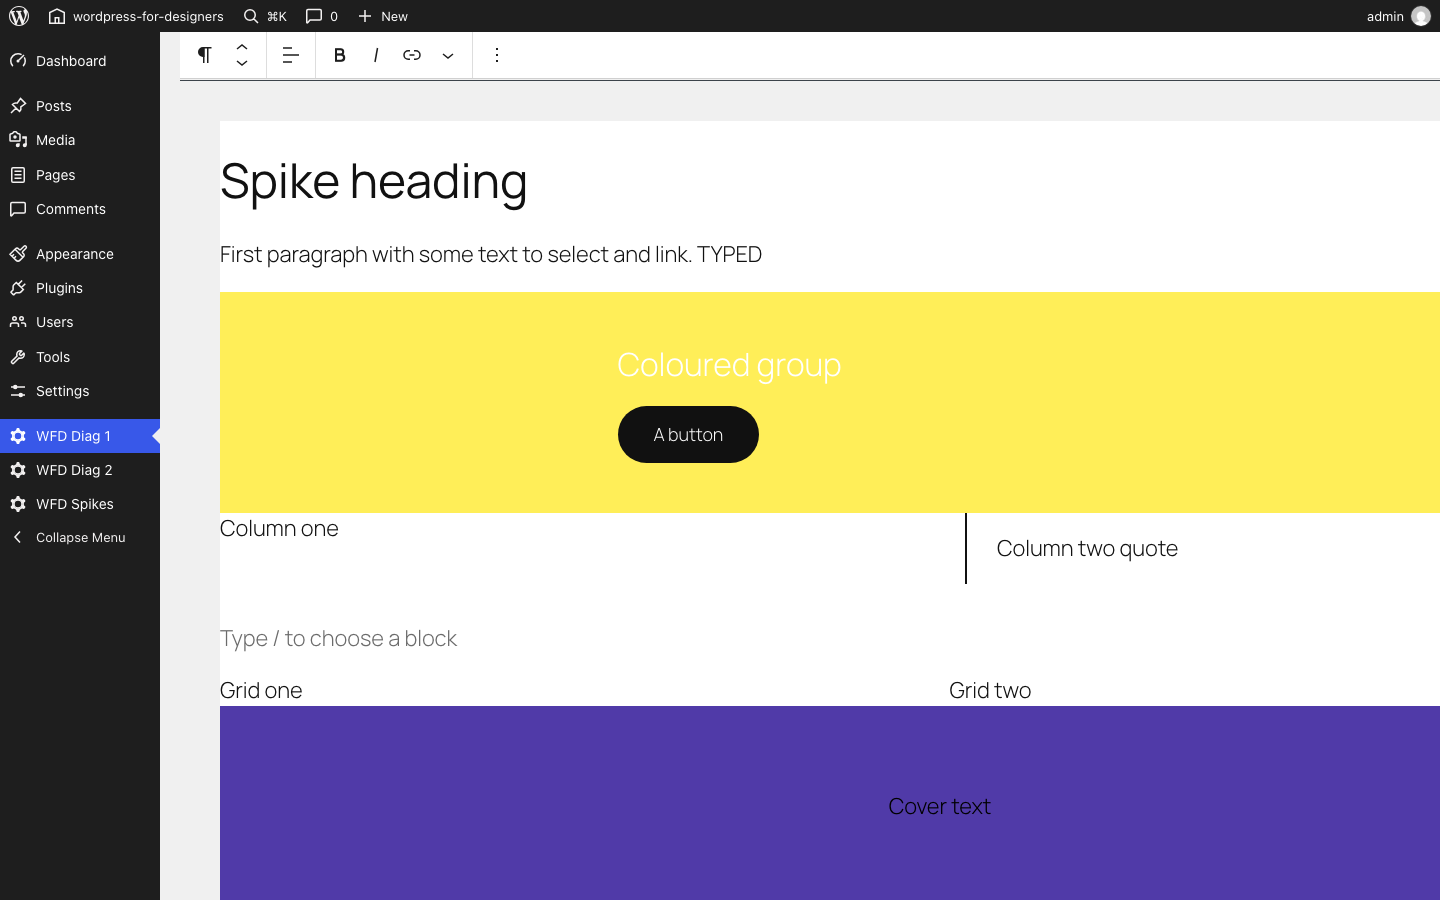 wordpress-for-designers
⌘K
0
New
admin
Dashboard
Posts
Media
Pages
Comments
Appearance
Plugins
Users
Tools
Settings
WFD Diag 1
WFD Diag 2
WFD Spikes
Collapse Menu
B I
Spike heading
First paragraph with some text to select and link. TYPED
Coloured group
A button
Column one
Column two quote
Type / to choose a block
Grid one
Grid two
Cover text